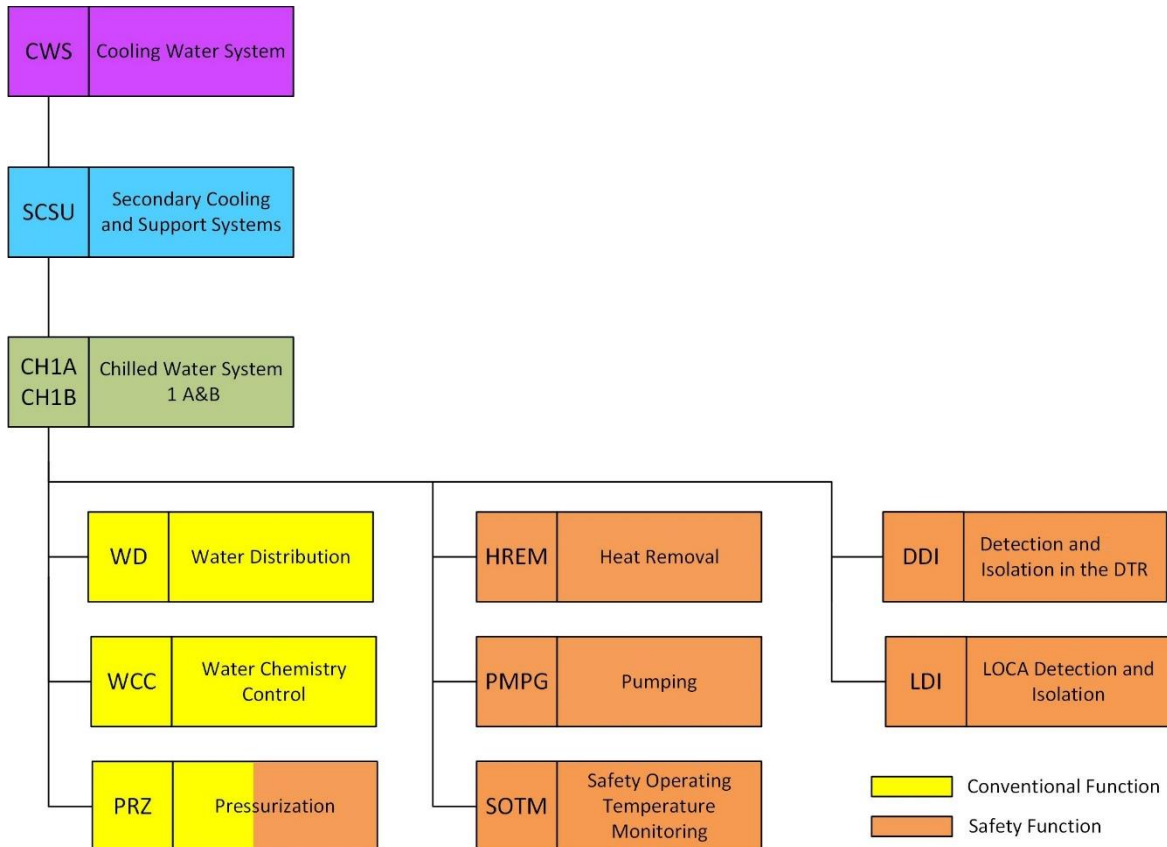 CWS
Cooling Water System
SCSU
Secondary Cooling
and Support Systems
CH1A
CH1B
Chilled Water System
1 A&B
WD
Water Distribution
HREM
Heat Removal
DDI
Detection and
Isolation in the DTR
WCC
Water Chemistry
Control
PMPG
Pumping
LDI
LOCA Detection and
Isolation
PRZ
Pressurization
SOTM
Safety Operating
Temperature
Monitoring
Conventional Function
Safety Function